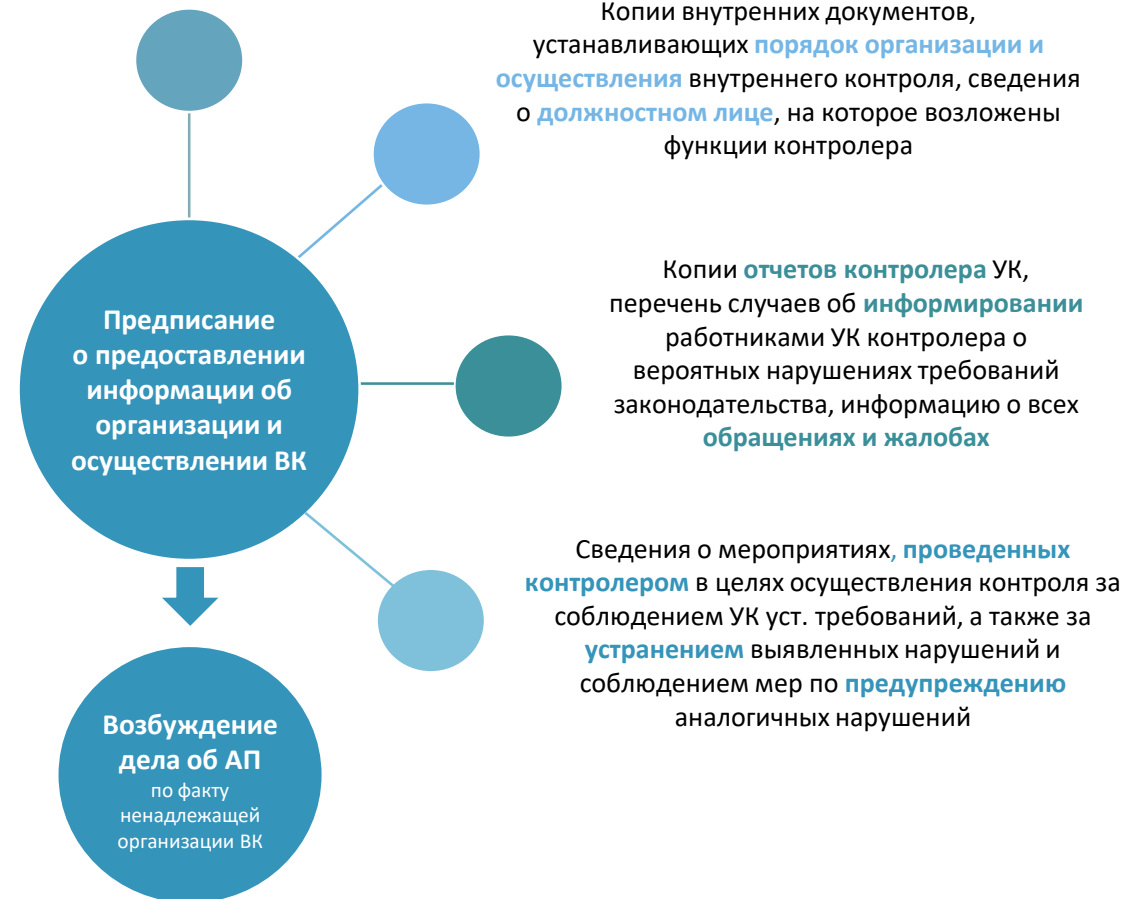 Копии внутренних документов,
устанавливающих порядок организации и
осуществления внутреннего контроля, сведения
о должностном лице, на которое возложены
функции контролера
Предписание
о предоставлении
информации об
организации и
осуществлении ВК
Копии отчетов контролера УК,
перечень случаев об информировании
работниками УК контролера о
вероятных нарушениях требований
законодательства, информацию о всех
обращениях и жалобах
Сведения о мероприятиях, проведенных
контролером в целях осуществления контроля за
соблюдением УК уст. требований, а также за
устранением выявленных нарушений и
соблюдением мер по предупреждению
аналогичных нарушений
Возбуждение
дела об АП
по факту
ненадлежащей
организации ВК